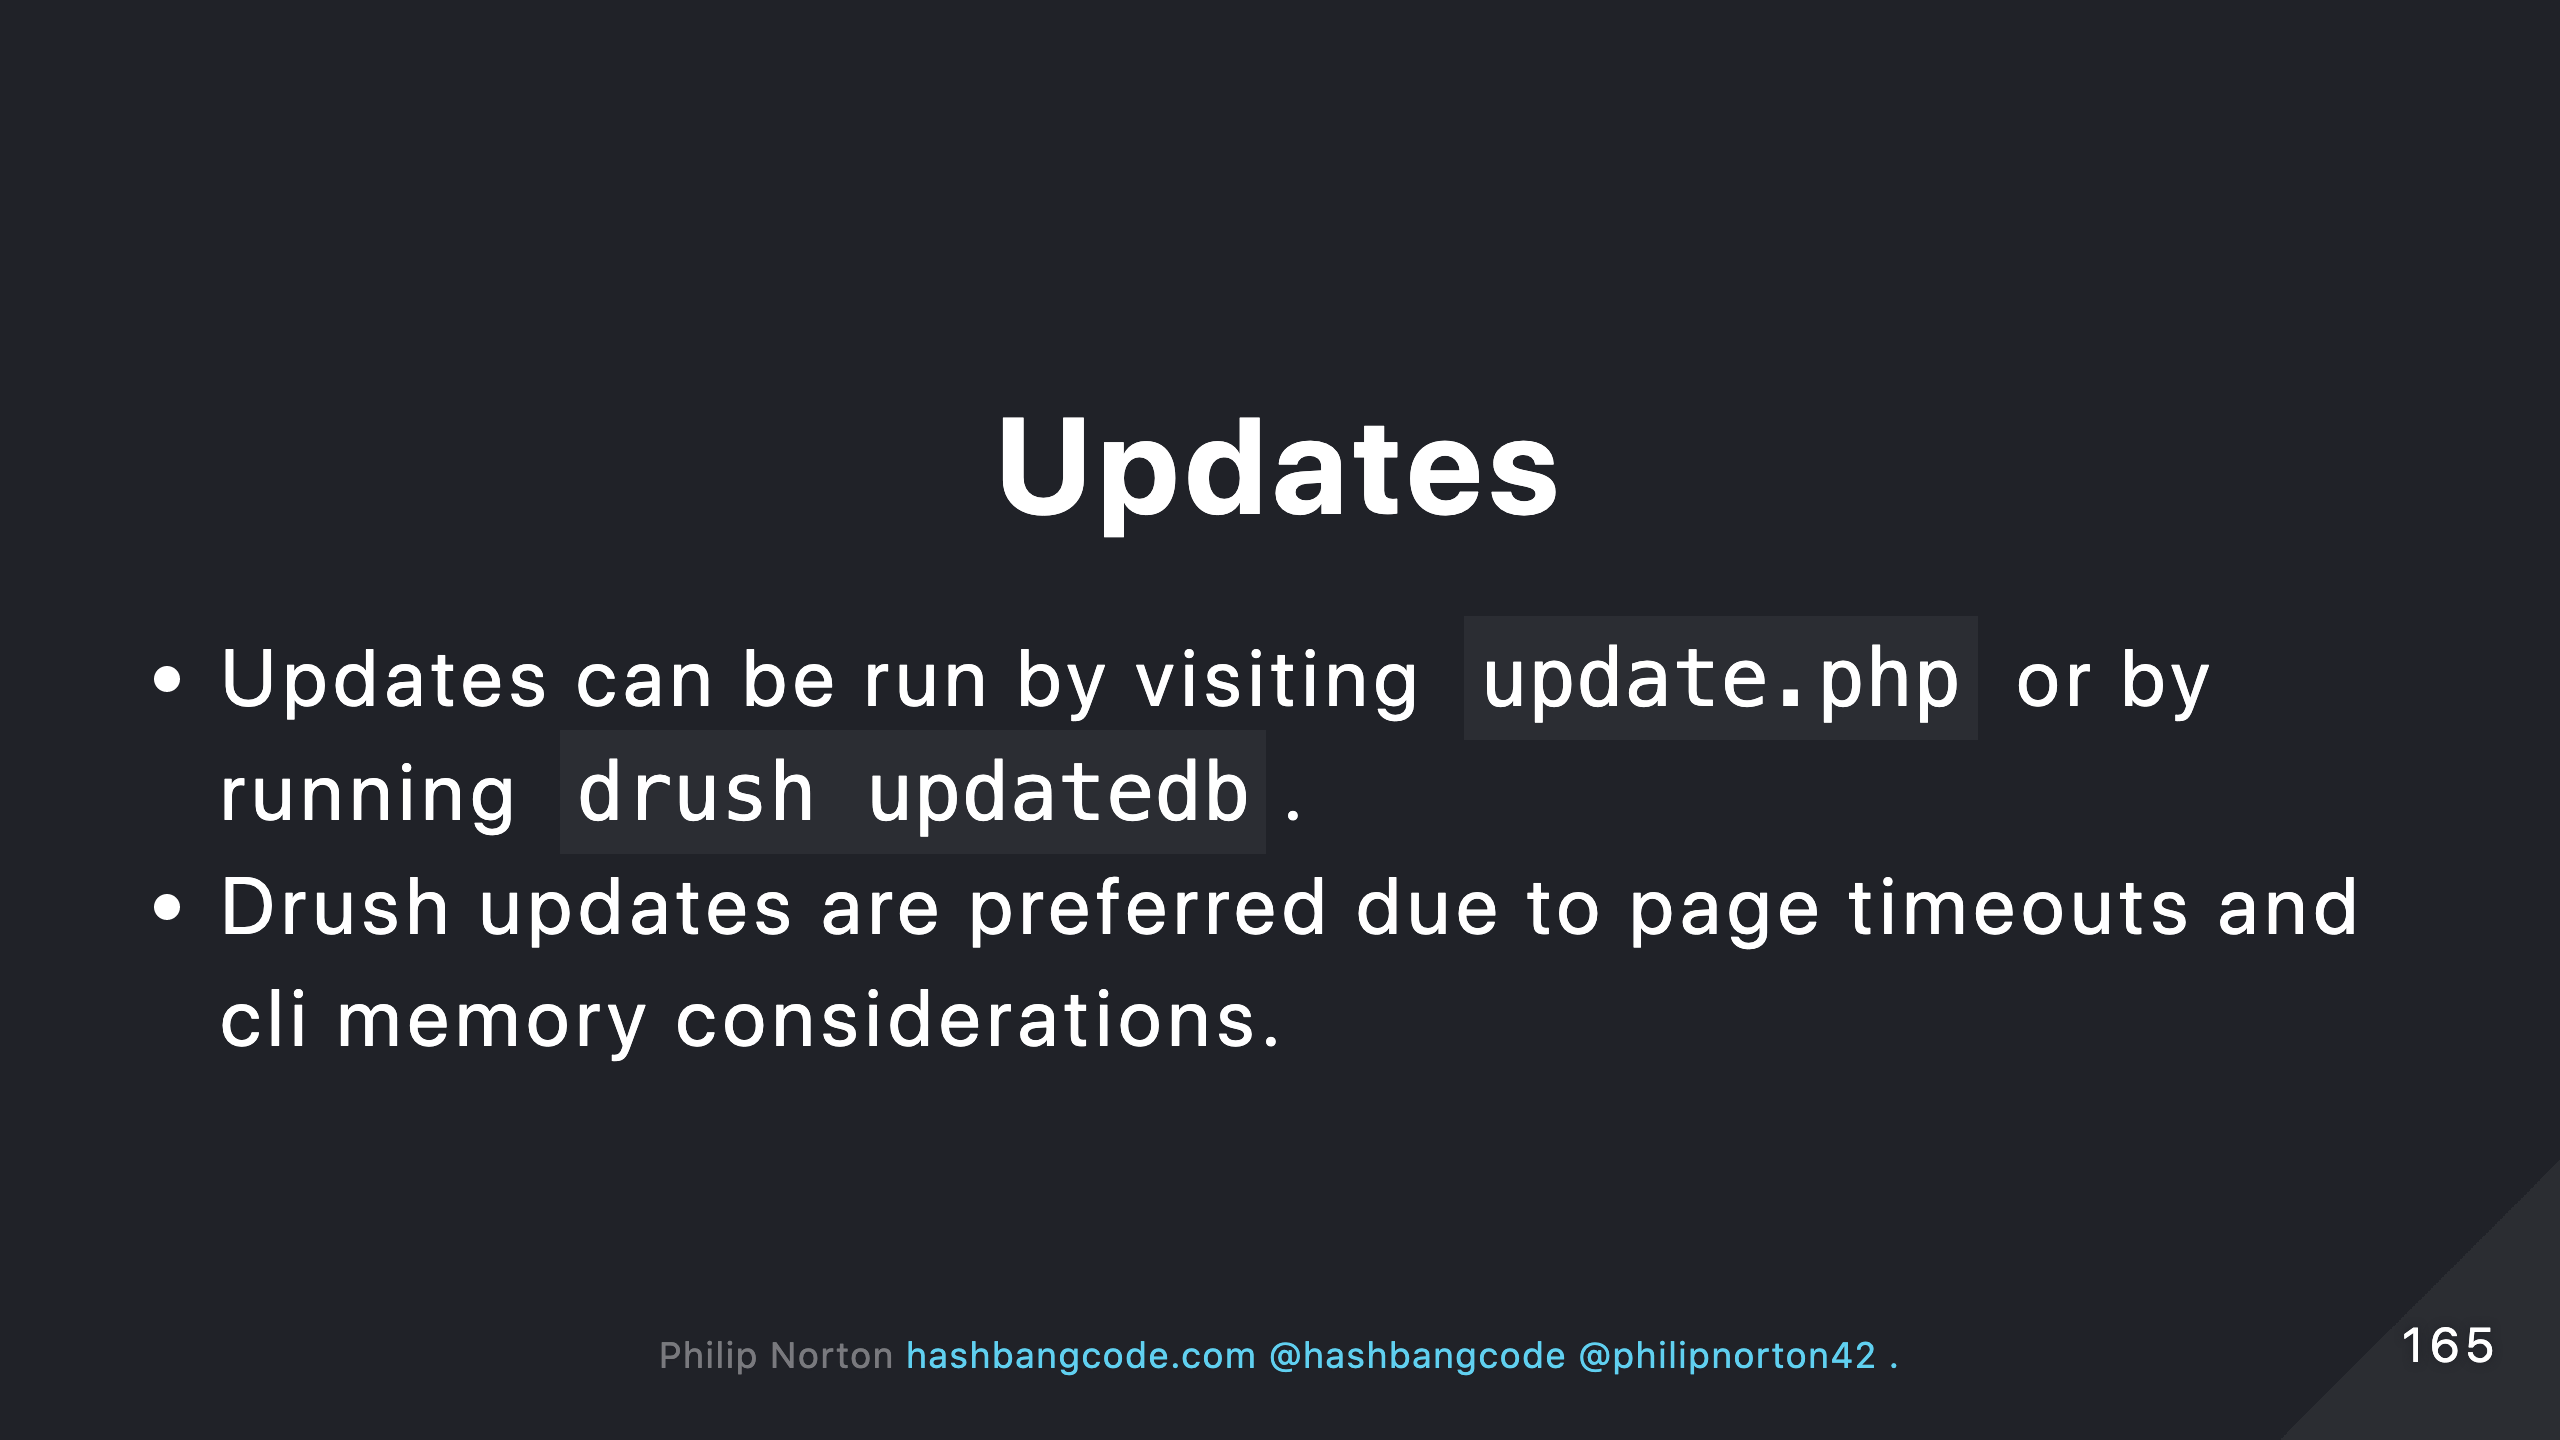 Updates
• Updates can be run by visiting update.php or by
running drush updatedb .
• Drush updates are preferred due to page timeouts and
cli memory considerations.
Philip Norton hashbangcode.com @hashbangcode @philipnorton42 .
165